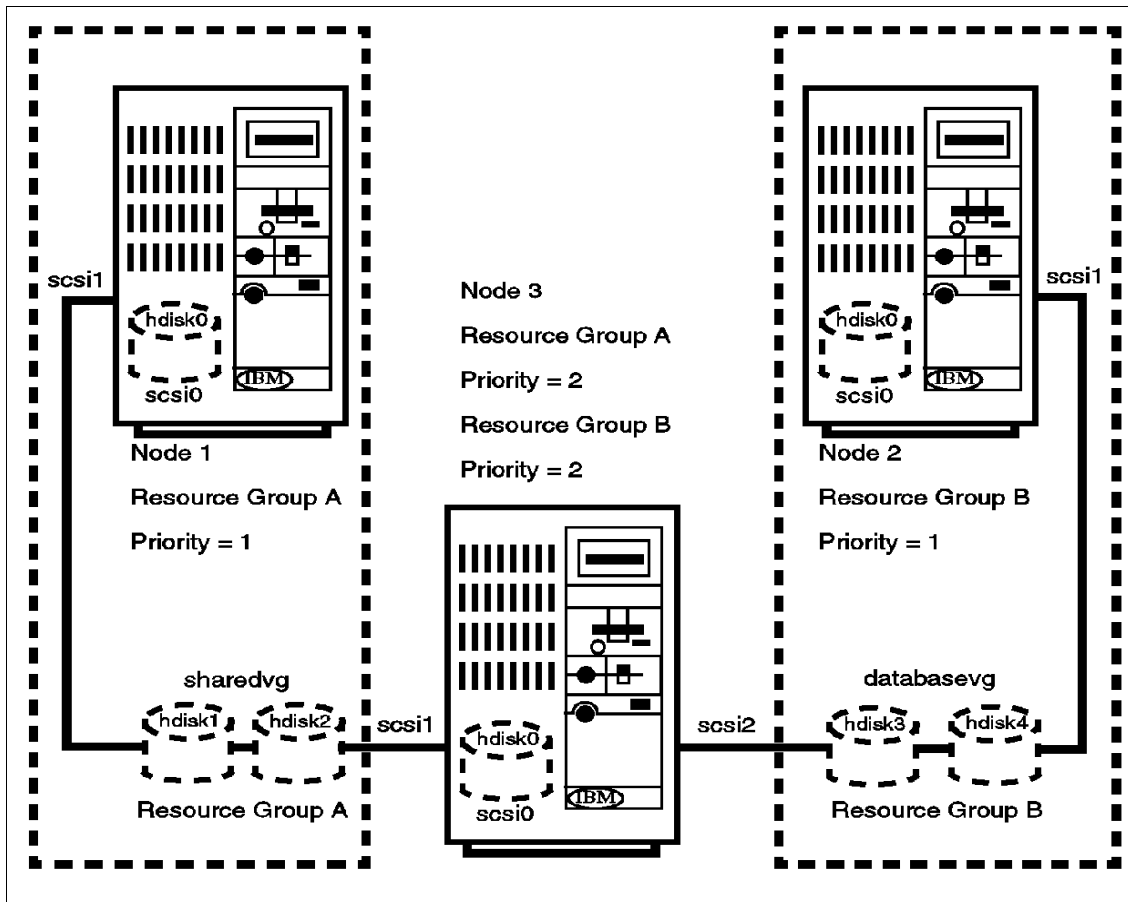 scsi1
hdisk0
IBM
scsi0
Node 1
Resource Group A
Priority = 1
Node 3
Resource Group A
Priority = 2
Resource Group B
Priority = 2
scsi1
hdisk0
IBM
scsi0
Node 2
Resource Group B
Priority = 1
sharedvg
hdisk1
hdisk2
Resource Group A
scsi1
hdisk0
IBM
scsi0
scsi2
databasevg
hdisk3
hdisk4
Resource Group B